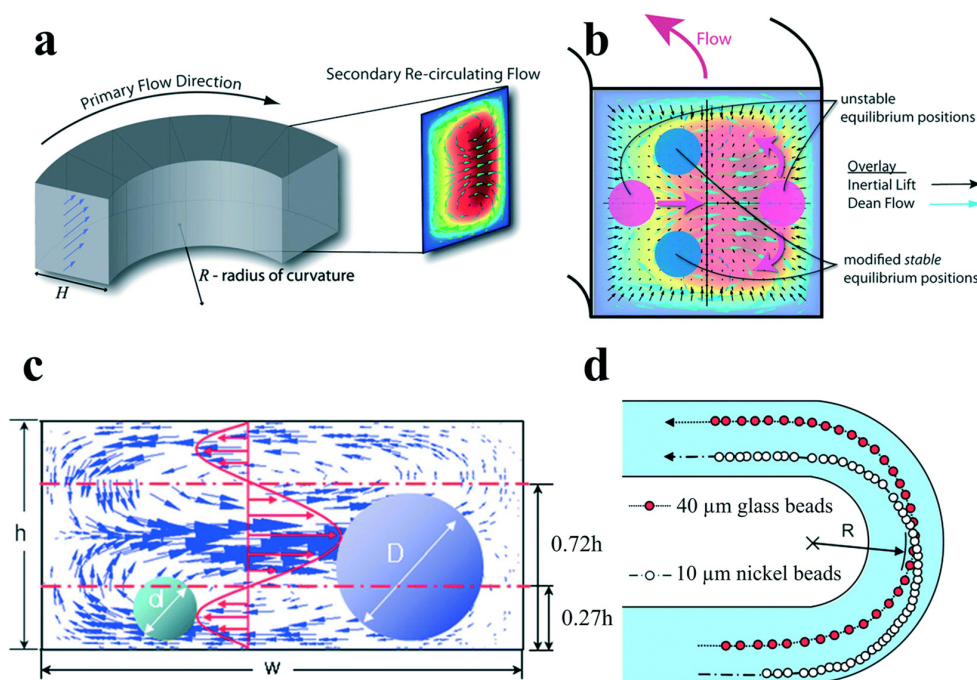 a
Primary Flow Direction
Secondary Re-circulating Flow
R - radius of curvature
H
b
Flow
unstable
equilibrium positions
Overlay
Inertial Lift
Dean Flow
modified stable
equilibrium positions
c
h
D
d
0.72h
0.27h
w
d
40 µm glass beads
R
10 µm nickel beads